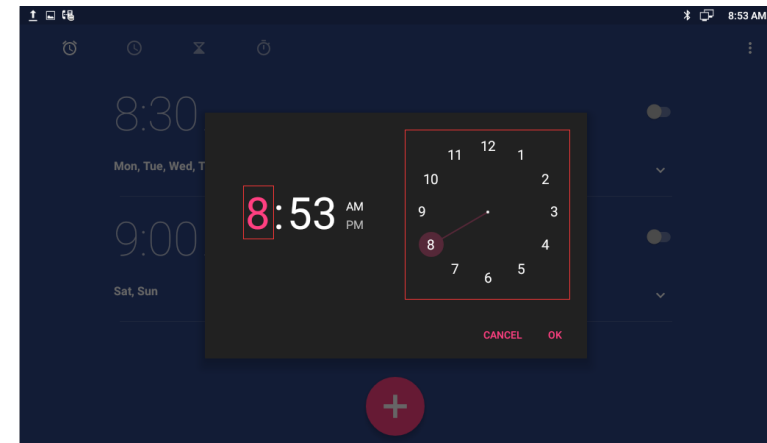 8:53 AM
8:30
Mon, Tue, Wed, T
9:00
Sat, Sun
8:53 AM
PM
12
11 1
10 2
9 3
8 4
7 5
6
CANCEL OK